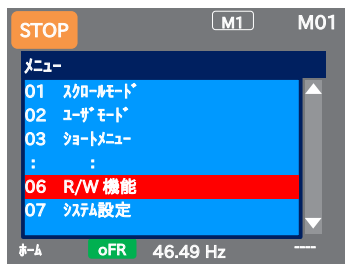 STOP M1 M01
ﾒﾆｭｰ
01 ｽｸﾛｰﾙﾓｰﾄﾞ
02 ﾕｰｻﾞﾓｰﾄﾞ
03 ｼｮｰﾄﾒﾆｭｰ
: :
06 R/W 機能
07 ｼｽﾃﾑ設定
ﾎｰﾑ oFR 46.49 Hz ----